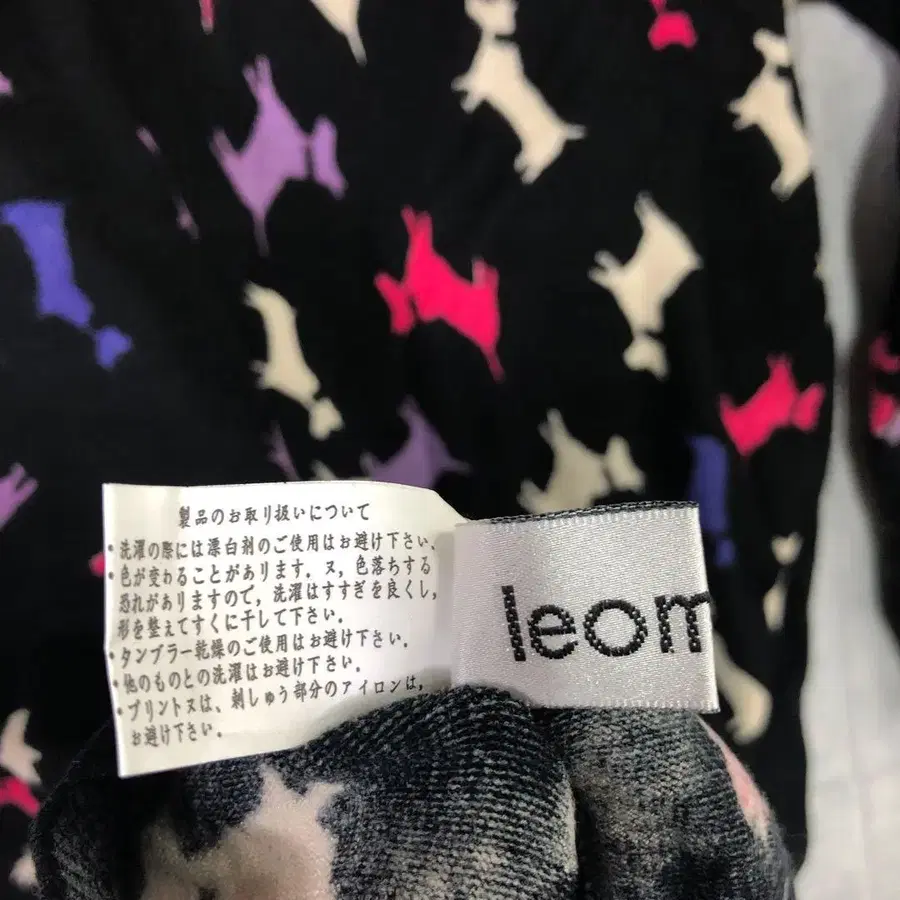 製品のお取り扱いについて
・洗濯の際には漂白剤のご使用はお避け下さい、
・色が変わることがあります．ヌ，色落ちする
恐れがありますので，洗濯はすすぎを良くし，
形を整えてすぐに干して下さい．
・タンブラー乾燥のご使用はお避け下さい．
・他のものとの洗濯はお避け下さい．
・プリントヌは、刺しゅう部分のアイロンは，
お避け下さい．
leom